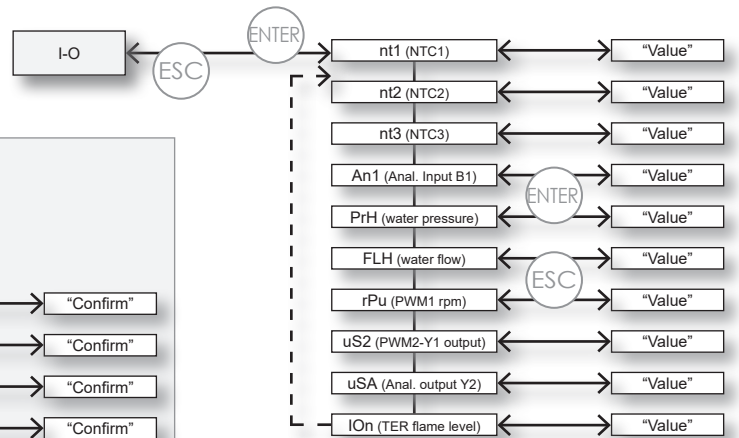 I-O
ESC
ENTER
nt1 (NTC1)
"Value"
nt2 (NTC2)
"Value"
nt3 (NTC3)
"Value"
An1 (Anal. Input B1)
ENTER
"Value"
PrH (water pressure)
"Value"
FLH (water flow)
ESC
"Value"
rPu (PWM1 rpm)
"Value"
uS2 (PWM2-Y1 output)
"Value"
uSA (Anal. output Y2)
"Value"
IOn (TER flame level)
"Value"
“Confirm”
“Confirm”
“Confirm”
“Confirm”